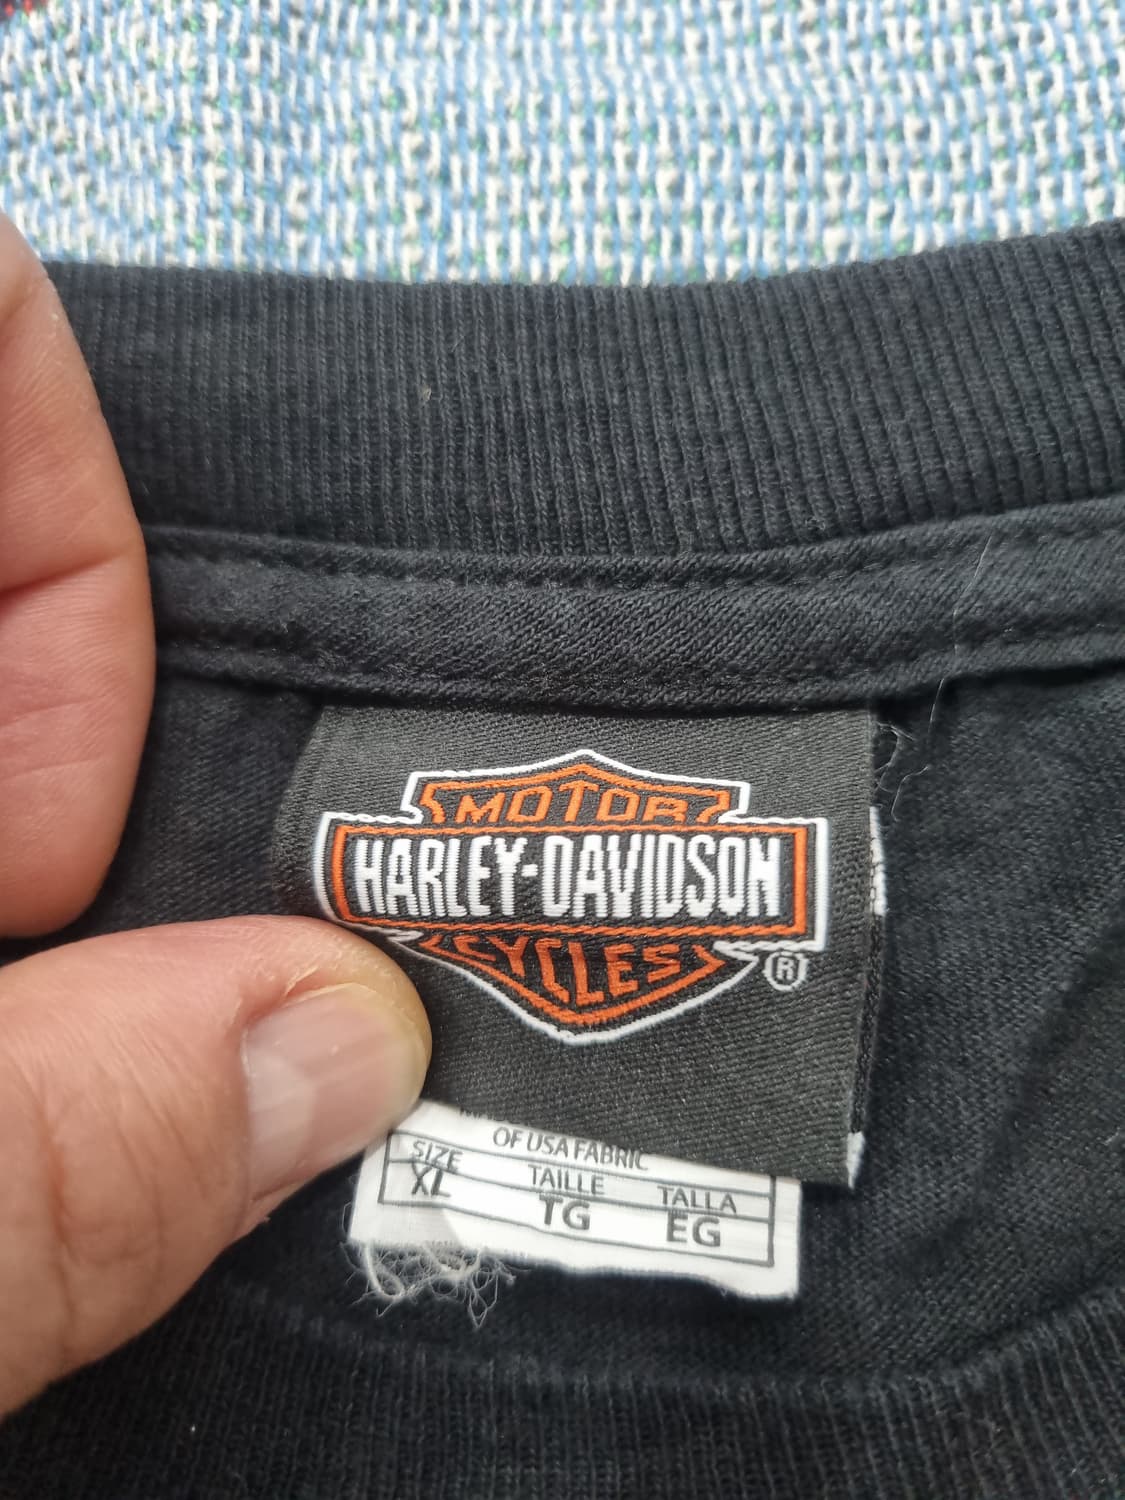 MOTOR
HARLEY-DAVIDSON
CYCLES
®
OF USA FABRIC
SIZE TAILLE TALLA
XL TG EG